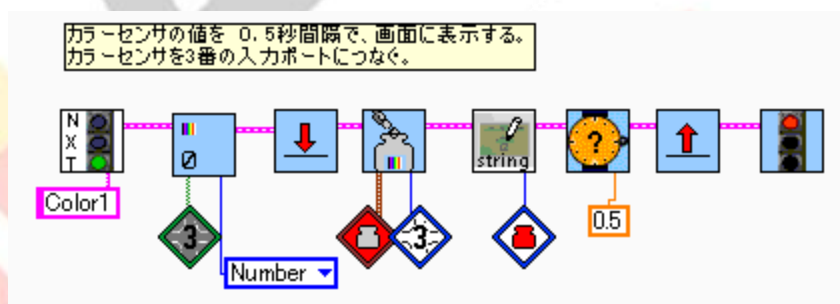 カラーセンサの値を 0.5秒間隔で、画面に表示する。
カラーセンサを3番の入力ポートにつなぐ。
N
X
T
0
string
?
Color1
3
3
0.5
Number